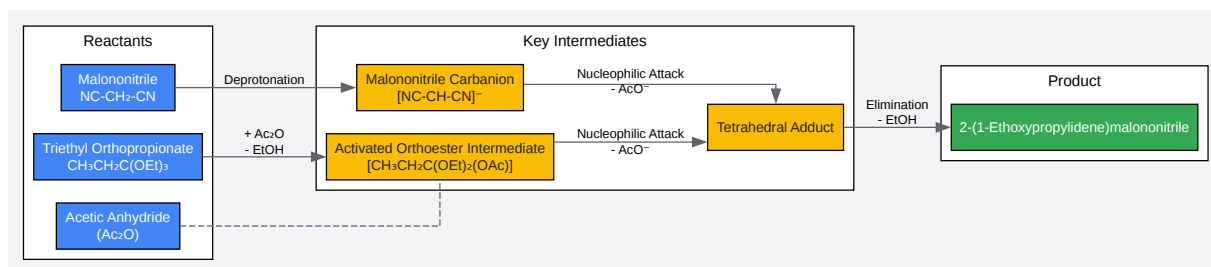 Reactants
Malononitrile
NC-CH₂-CN
Triethyl Orthopropionate
CH₃CH₂C(OEt)₃
Acetic Anhydride
(Ac₂O)
Deprotonation
+ Ac₂O
- EtOH
Key Intermediates
Malononitrile Carbanion
[NC-CH-CN]⁻
Activated Orthoester Intermediate
[CH₃CH₂C(OEt)₂(OAc)]
Nucleophilic Attack
- AcO⁻
Nucleophilic Attack
- AcO⁻
Tetrahedral Adduct
Elimination
- EtOH
Product
2-(1-Ethoxypropylidene)malononitrile